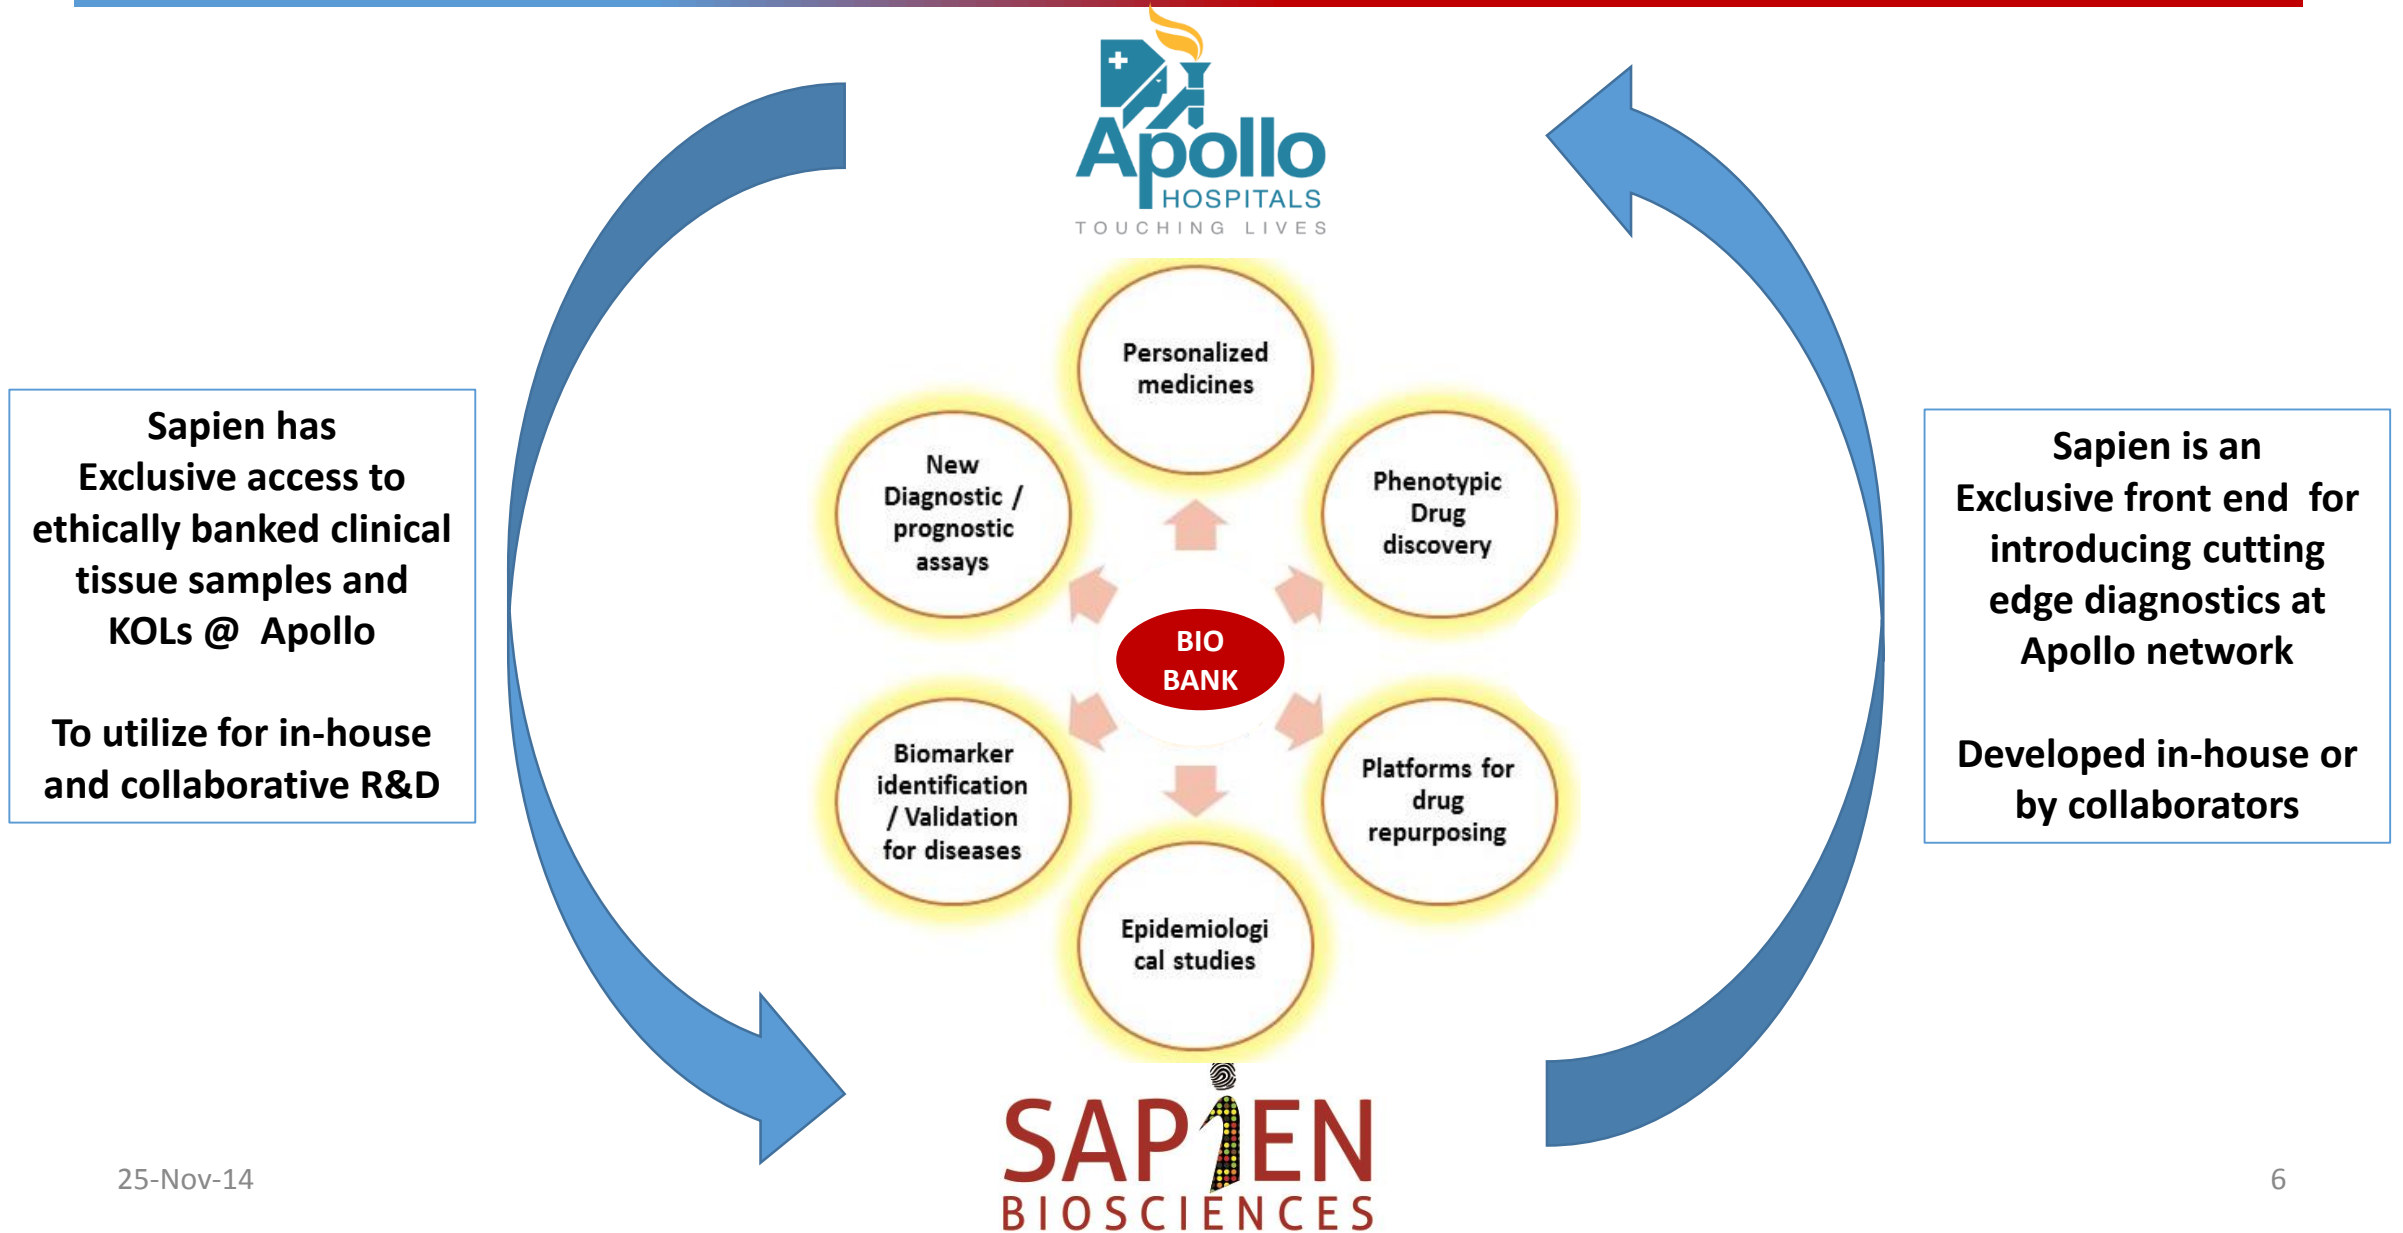 Apollo
HOSPITALS
TOUCHING LIVES
Sapien has
Exclusive access to
ethically banked clinical
tissue samples and
KOLs @ Apollo
To utilize for in-house
and collaborative R&D
Personalized
medicines
New
Diagnostic /
prognostic
assays
Phenotypic
Drug
discovery
BIO
BANK
Biomarker
identification
/ Validation
for diseases
Platforms for
drug
repurposing
Epidemiologi
cal studies
Sapien is an
Exclusive front end for
introducing cutting
edge diagnostics at
Apollo network
Developed in-house or
by collaborators
SAPiEN
BIOSCIENCES
25-Nov-14
6